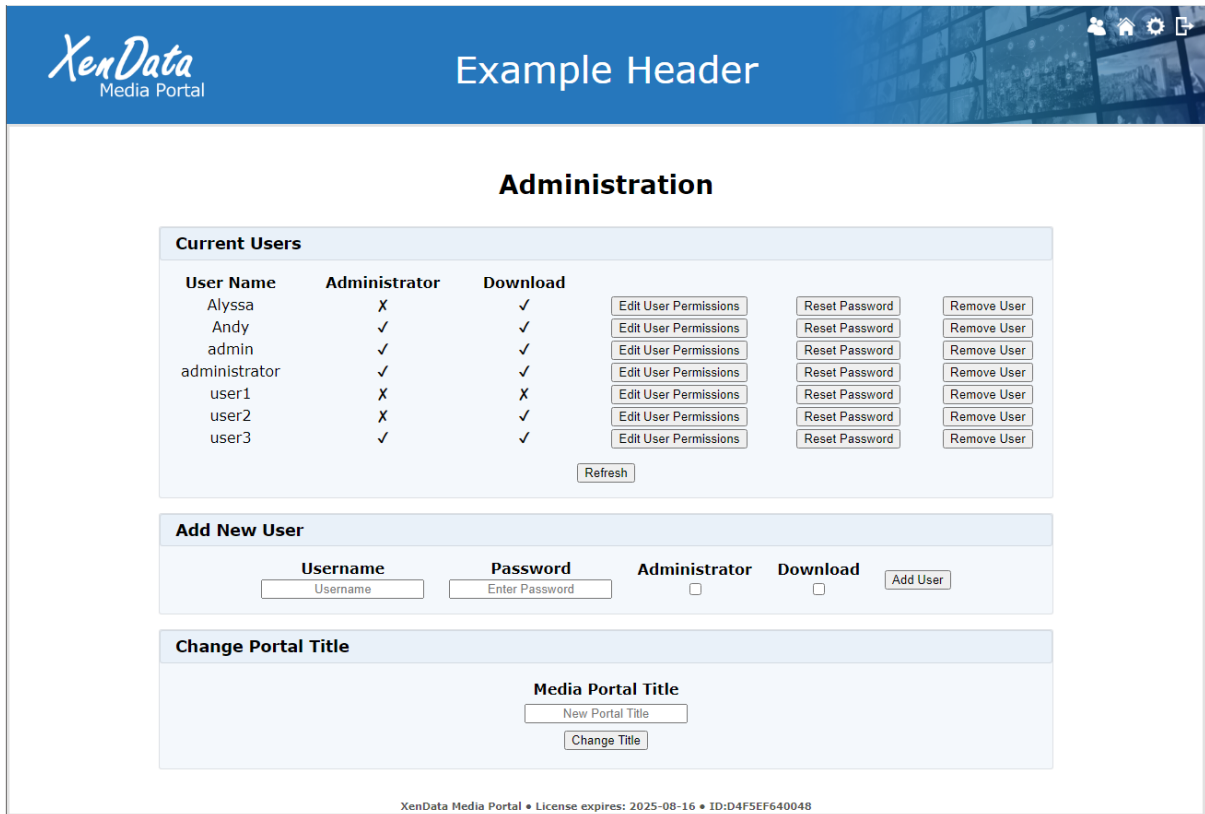 XenData
Media Portal
Example Header
Administration
Current Users
User Name Administrator Download
Alyssa ✗ ✓ Edit User Permissions Reset Password Remove User
Andy ✓ ✓ Edit User Permissions Reset Password Remove User
admin ✓ ✓ Edit User Permissions Reset Password Remove User
administrator ✓ ✓ Edit User Permissions Reset Password Remove User
user1 ✗ ✗ Edit User Permissions Reset Password Remove User
user2 ✗ ✓ Edit User Permissions Reset Password Remove User
user3 ✓ ✓ Edit User Permissions Reset Password Remove User
Refresh
Add New User
Username Password Administrator Download
Username Enter Password Add User
Change Portal Title
Media Portal Title
New Portal Title
Change Title
XenData Media Portal ● License expires: 2025-08-16 ● ID:D4F5EF640048